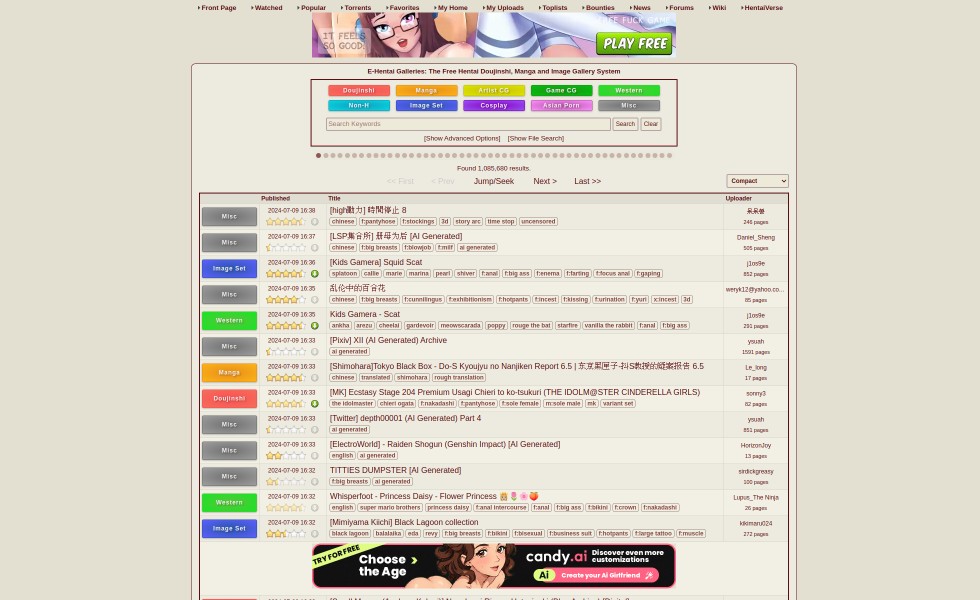 Front Page Watched Popular Torrents Favorites My Home My Uploads Toplists Bounties News Forums Wiki HentaiVerse
IT FEELS
SO GOOD!
FREE FUCK GAME
PLAY FREE
E-Hentai Galleries: The Free Hentai Doujinshi, Manga and Image Gallery System
Doujinshi Manga Artist CG Game CG Western
Non-H Image Set Cosplay Asian Porn Misc
Search Keywords Search Clear
[Show Advanced Options] [Show File Search]
Found 1,085,680 results.
<< First < Prev Jump/Seek Next > Last >> Compact
Published Title Uploader
Misc 2024-07-09 16:38 [high動力] 時間停止 8
chinese f:pantyhose f:stockings 3d story arc time stop uncensored 246 pages
Misc 2024-07-09 16:37 [LSP集合所] 册母为后 [AI Generated] Daniel_Sheng
chinese f:big breasts f:blowjob f:milf ai generated 505 pages
Image Set 2024-07-09 16:36 [Kids Gamera] Squid Scat j1os9e
splatoon callie marie marina pearl shiver f:anal f:big ass f:enema f:farting f:focus anal f:gaping 852 pages
Misc 2024-07-09 16:35 乱伦中的百合花 weryk12@yahoo.co...
chinese f:big breasts f:cunnilingus f:exhibitionism f:hotpants f:incest f:kissing f:urination f:yuri x:incest 3d 85 pages
Western 2024-07-09 16:35 Kids Gamera - Scat j1os9e
ankha arezu cheelai gardevoir meowscarada poppy rouge the bat starfire vanilla the rabbit f:anal f:big ass 291 pages
Misc 2024-07-09 16:33 [Pixiv] XII (AI Generated) Archive ysuah
ai generated 1591 pages
Manga 2024-07-09 16:33 [Shimohara]Tokyo Black Box - Do-S Kyoujyu no Nanjiken Report 6.5 | 东京黑匣子-抖S教授的疑案报告 6.5 Le_long
chinese translated shimohara rough translation 17 pages
Doujinshi 2024-07-09 16:33 [MK] Ecstasy Stage 204 Premium Usagi Chieri to ko-tsukuri (THE IDOLM@STER CINDERELLA GIRLS) sonny3
the idolmaster chieri ogata f:nakadashi f:pantyhose f:sole female m:sole male mk variant set 82 pages
Misc 2024-07-09 16:33 [Twitter] depth00001 (AI Generated) Part 4 ysuah
ai generated 851 pages
Misc 2024-07-09 16:33 [ElectroWorld] - Raiden Shogun (Genshin Impact) [AI Generated] HorizonJoy
english ai generated 13 pages
Misc 2024-07-09 16:32 TITTIES DUMPSTER [AI Generated] sirdickgreasy
f:big breasts ai generated 100 pages
Western 2024-07-09 16:32 Whisperfoot - Princess Daisy - Flower Princess 👸🌷🌸🍑 Lupus_The Ninja
english super mario brothers princess daisy f:anal intercourse f:anal f:big ass f:bikini f:crown f:nakadashi 26 pages
Image Set 2024-07-09 16:32 [Mimiyama Kiichi] Black Lagoon collection kikimaru024
black lagoon balalaika eda revy f:big breasts f:bikini f:bisexual f:business suit f:hotpants f:large tattoo f:muscle 272 pages
TRY FOR FREE
Choose
the Age
candy.ai Discover even more
customizations
Ai Create your AI Girlfriend